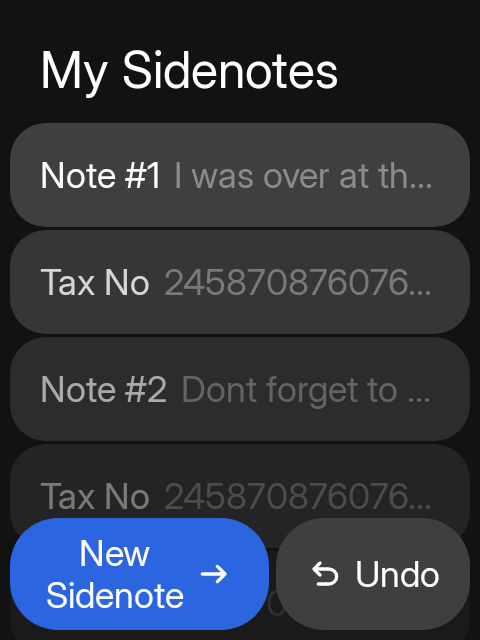 My Sidenotes
Note #1 I was over at th...
Tax No 245870876076...
Note #2 Dont forget to ...
Tax No 245870876076...
New
Sidenote →
Undo